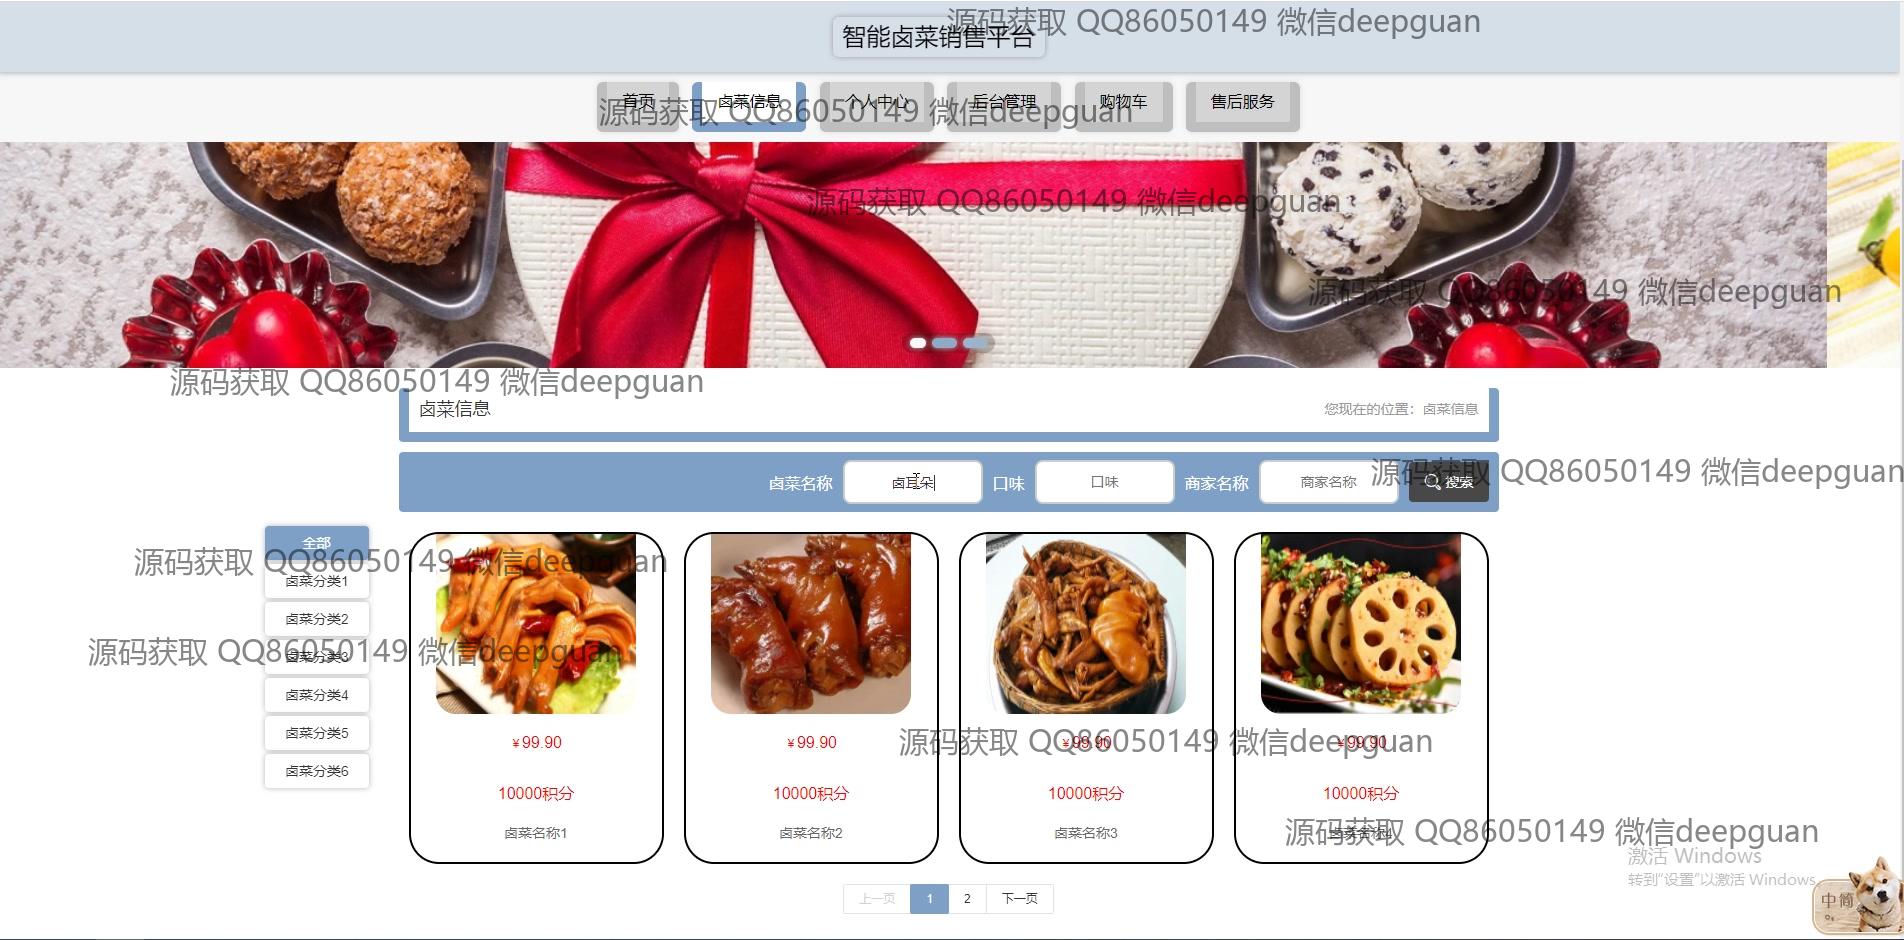 智能卤菜销售平台
源码获取 QQ86050149 微信deepguan
首页
卤菜信息
个人中心
后台管理
购物车
售后服务
源码获取 QQ86050149 微信deepguan
源码获取 QQ86050149 微信deepguan
源码获取 QQ86050149 微信deepguan
源码获取 QQ86050149 微信deepguan
卤菜信息
您现在的位置：卤菜信息
卤菜名称
卤耳朵
口味
口味
商家名称
商家名称
搜索
源码获取 QQ86050149 微信deepguan
全部
卤菜分类1
卤菜分类2
卤菜分类3
卤菜分类4
卤菜分类5
卤菜分类6
源码获取 QQ86050149 微信deepguan
源码获取 QQ86050149 微信deepguan
￥99.90
10000积分
卤菜名称1
￥99.90
10000积分
卤菜名称2
￥99.90
10000积分
卤菜名称3
￥99.90
10000积分
卤菜名称4
源码获取 QQ86050149 微信deepguan
源码获取 QQ86050149 微信deepguan
上一页
1
2
下一页
激活 Windows
转到“设置”以激活 Windows。
中简